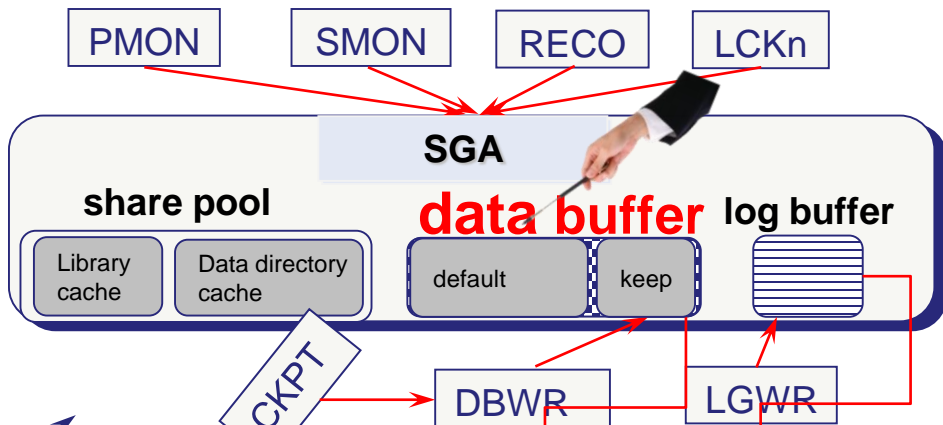 PMON
SMON
RECO
LCKn
SGA
share pool
data buffer
log buffer
Library
cache
Data directory
cache
default
keep
CKPT
DBWR
LGWR